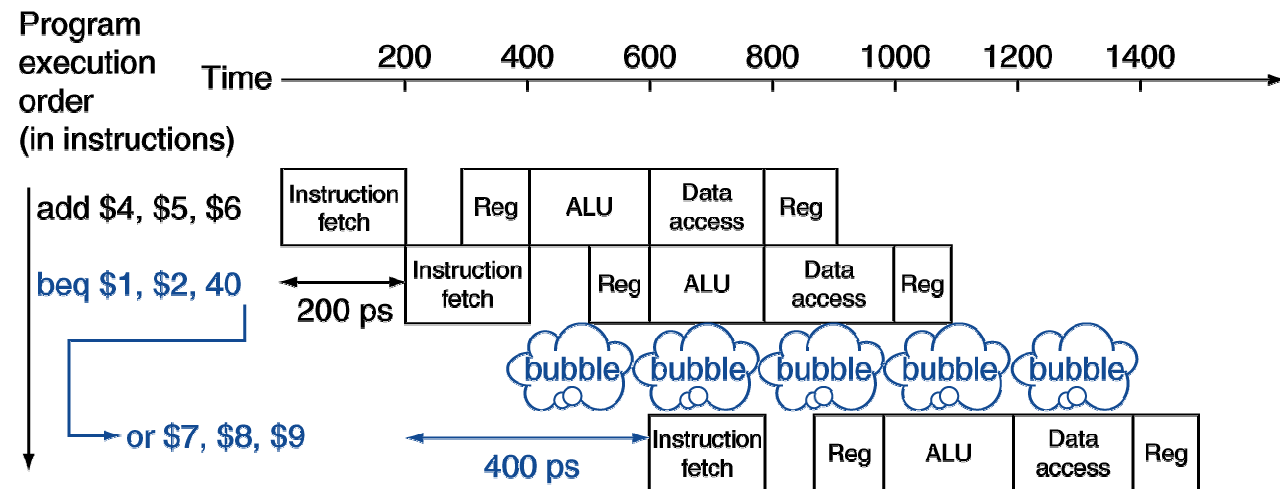 Program
execution
order
(in instructions)
Time
200 400 600 800 1000 1200 1400
add $4, $5, $6
Instruction
fetch
Reg
ALU
Data
access
Reg
beq $1, $2, 40
200 ps
Instruction
fetch
Reg
ALU
Data
access
Reg
bubble bubble bubble bubble bubble
or $7, $8, $9
400 ps
Instruction
fetch
Reg
ALU
Data
access
Reg